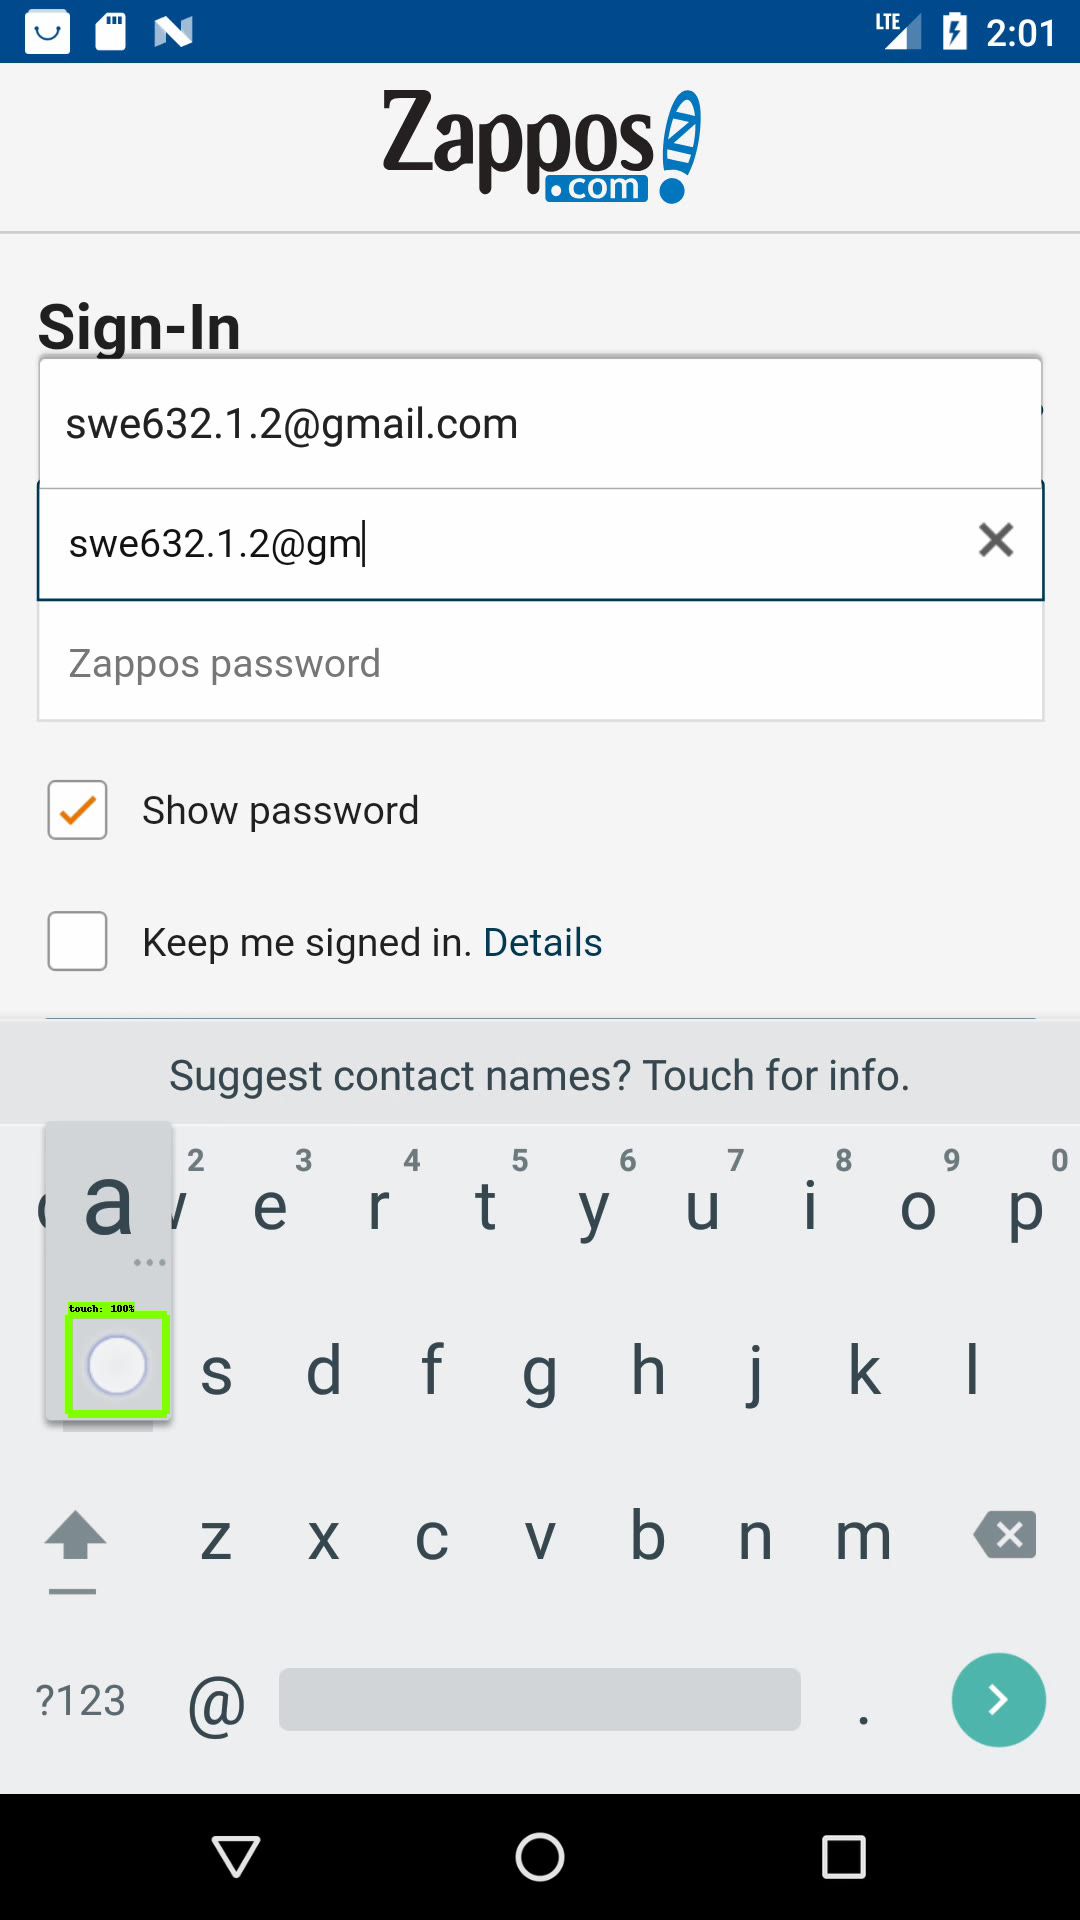 LTE 2:01
Zappos
.com
Sign-In
swe632.1.2@gmail.com
swe632.1.2@gm
Zappos password
Show password
Keep me signed in. Details
Suggest contact names? Touch for info.
2 3 4 5 6 7 8 9 0
a e r t y u i o p
touch: 100%
s d f g h j k l
z x c v b n m
?123 @ .